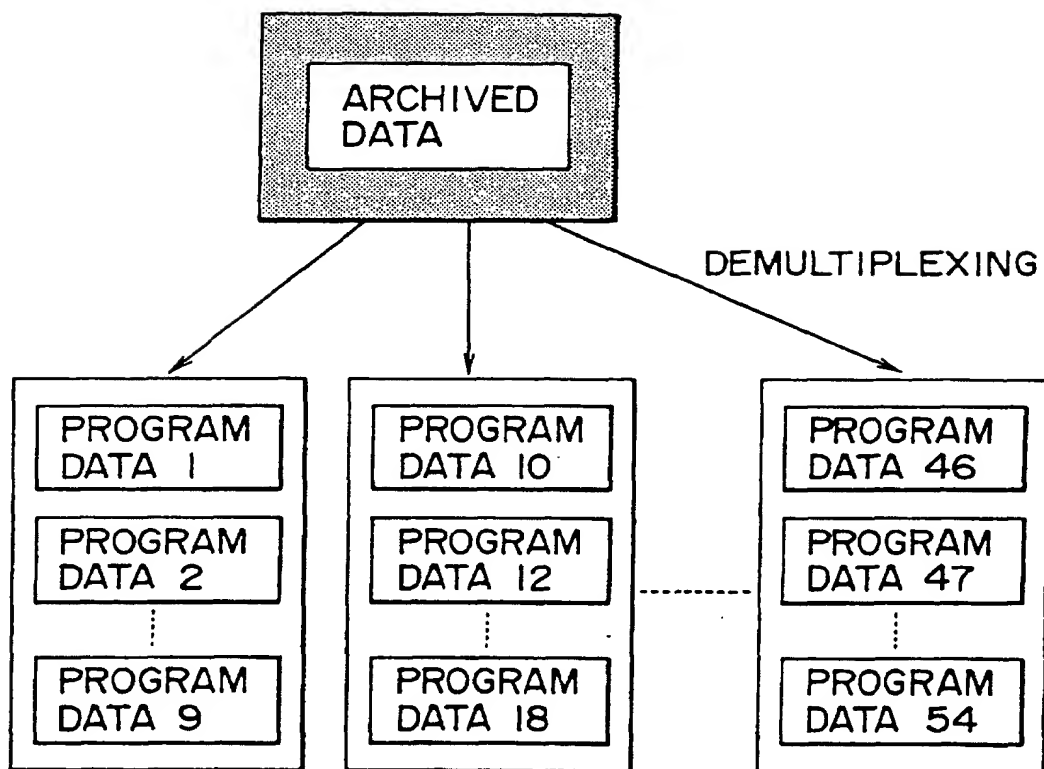 ARCHIVED
DATA
DEMULTIPLEXING
PROGRAM
DATA 1
PROGRAM
DATA 2
PROGRAM
DATA 9
PROGRAM
DATA 10
PROGRAM
DATA 12
PROGRAM
DATA 18
PROGRAM
DATA 46
PROGRAM
DATA 47
PROGRAM
DATA 54